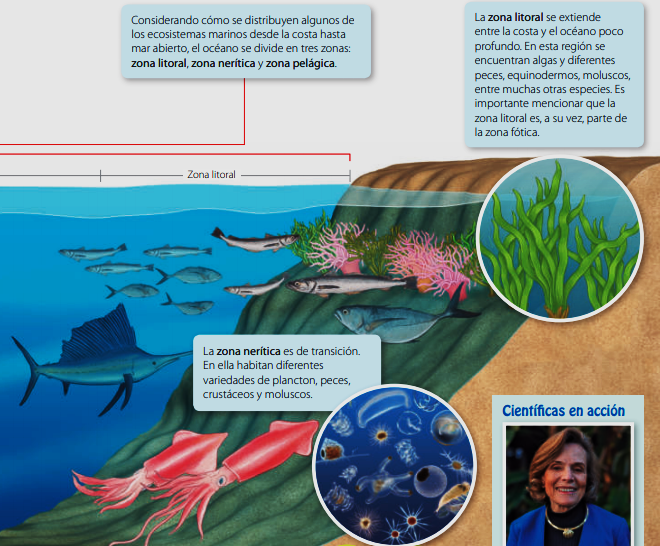 Considerando cómo se distribuyen algunos de
los ecosistemas marinos desde la costa hasta
mar abierto, el océano se divide en tres zonas:
zona litoral, zona nerítica y zona pelágica.
La zona litoral se extiende
entre la costa y el océano poco
profundo. En esta región se
encuentran algas y diferentes
peces, equinodermos, moluscos,
entre muchas otras especies. Es
importante mencionar que la
zona litoral es, a su vez, parte de
la zona fótica.
Zona litoral
La zona nerítica es de transición.
En ella habitan diferentes
variedades de plancton, peces,
crustáceos y moluscos.
Científicas en acción